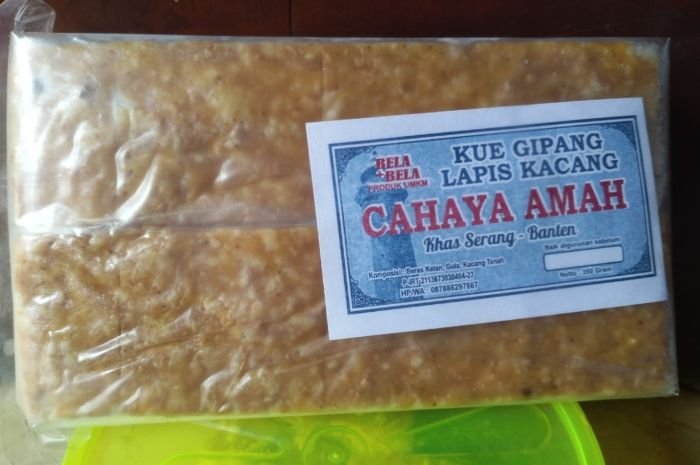 BELA
+BELA
PRODUK UMKM
KUE GIPANG
LAPIS KACANG
CAHAYA AMAH
Khas Serang - Banten
Baik digunakan sebelum
Komposisi : Beras Ketan, Gula, Kacang Tanah
P-IRT 2113673030464-27
HP/WA : 087888297867
Netto : 350 Gram